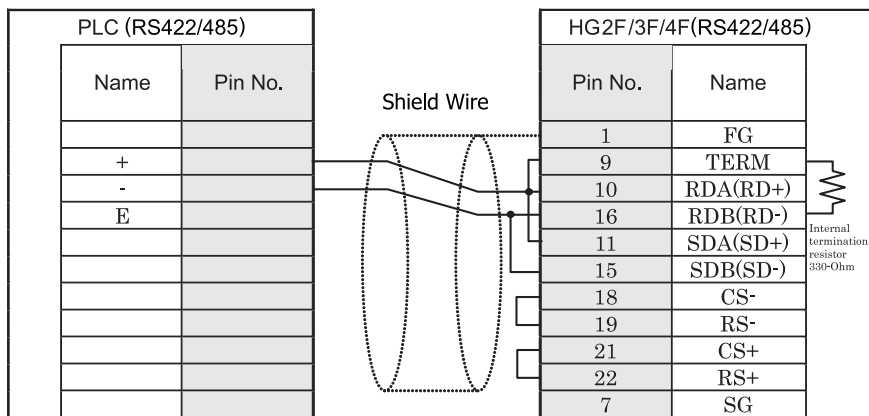 PLC (RS422/485)
Name Pin No.
+
-
E
Shield Wire
HG2F/3F/4F(RS422/485)
Pin No. Name
1 FG
9 TERM
10 RDA(RD+)
16 RDB(RD-)
11 SDA(SD+)
15 SDB(SD-)
18 CS-
19 RS-
21 CS+
22 RS+
7 SG
Internal
termination
resistor
330-Ohm